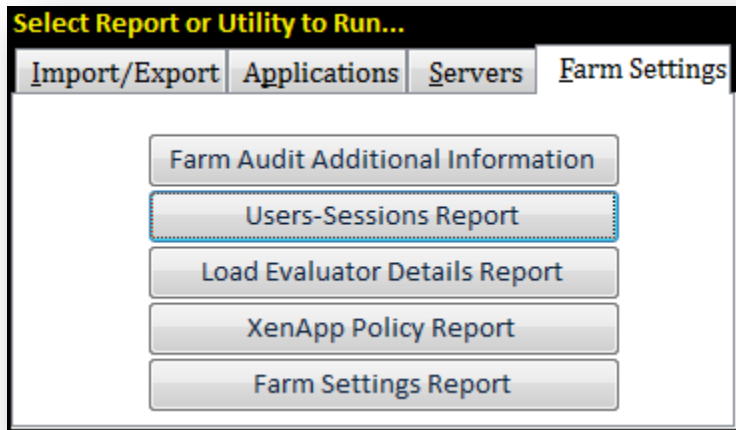 Select Report or Utility to Run...
Import/Export Applications Servers Farm Settings
Farm Audit Additional Information
Users-Sessions Report
Load Evaluator Details Report
XenApp Policy Report
Farm Settings Report